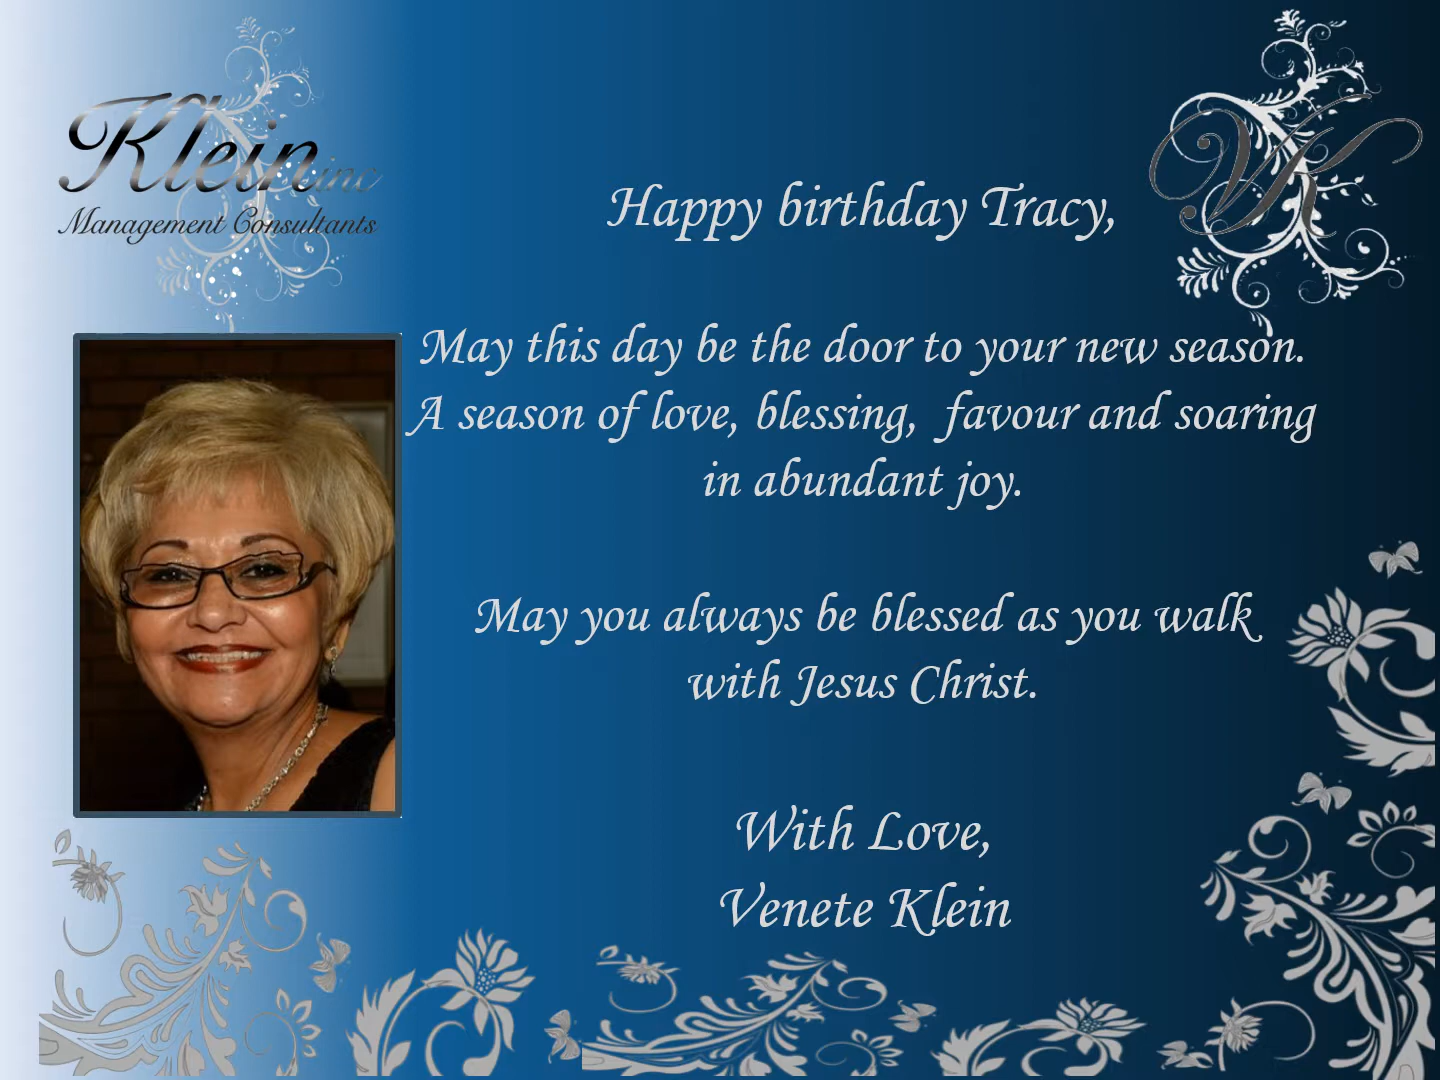 Klein inc
Management Consultants
VK
Happy birthday Tracy,
May this day be the door to your new season.
A season of love, blessing, favour and soaring
in abundant joy.
May you always be blessed as you walk
with Jesus Christ.
With Love,
Venete Klein